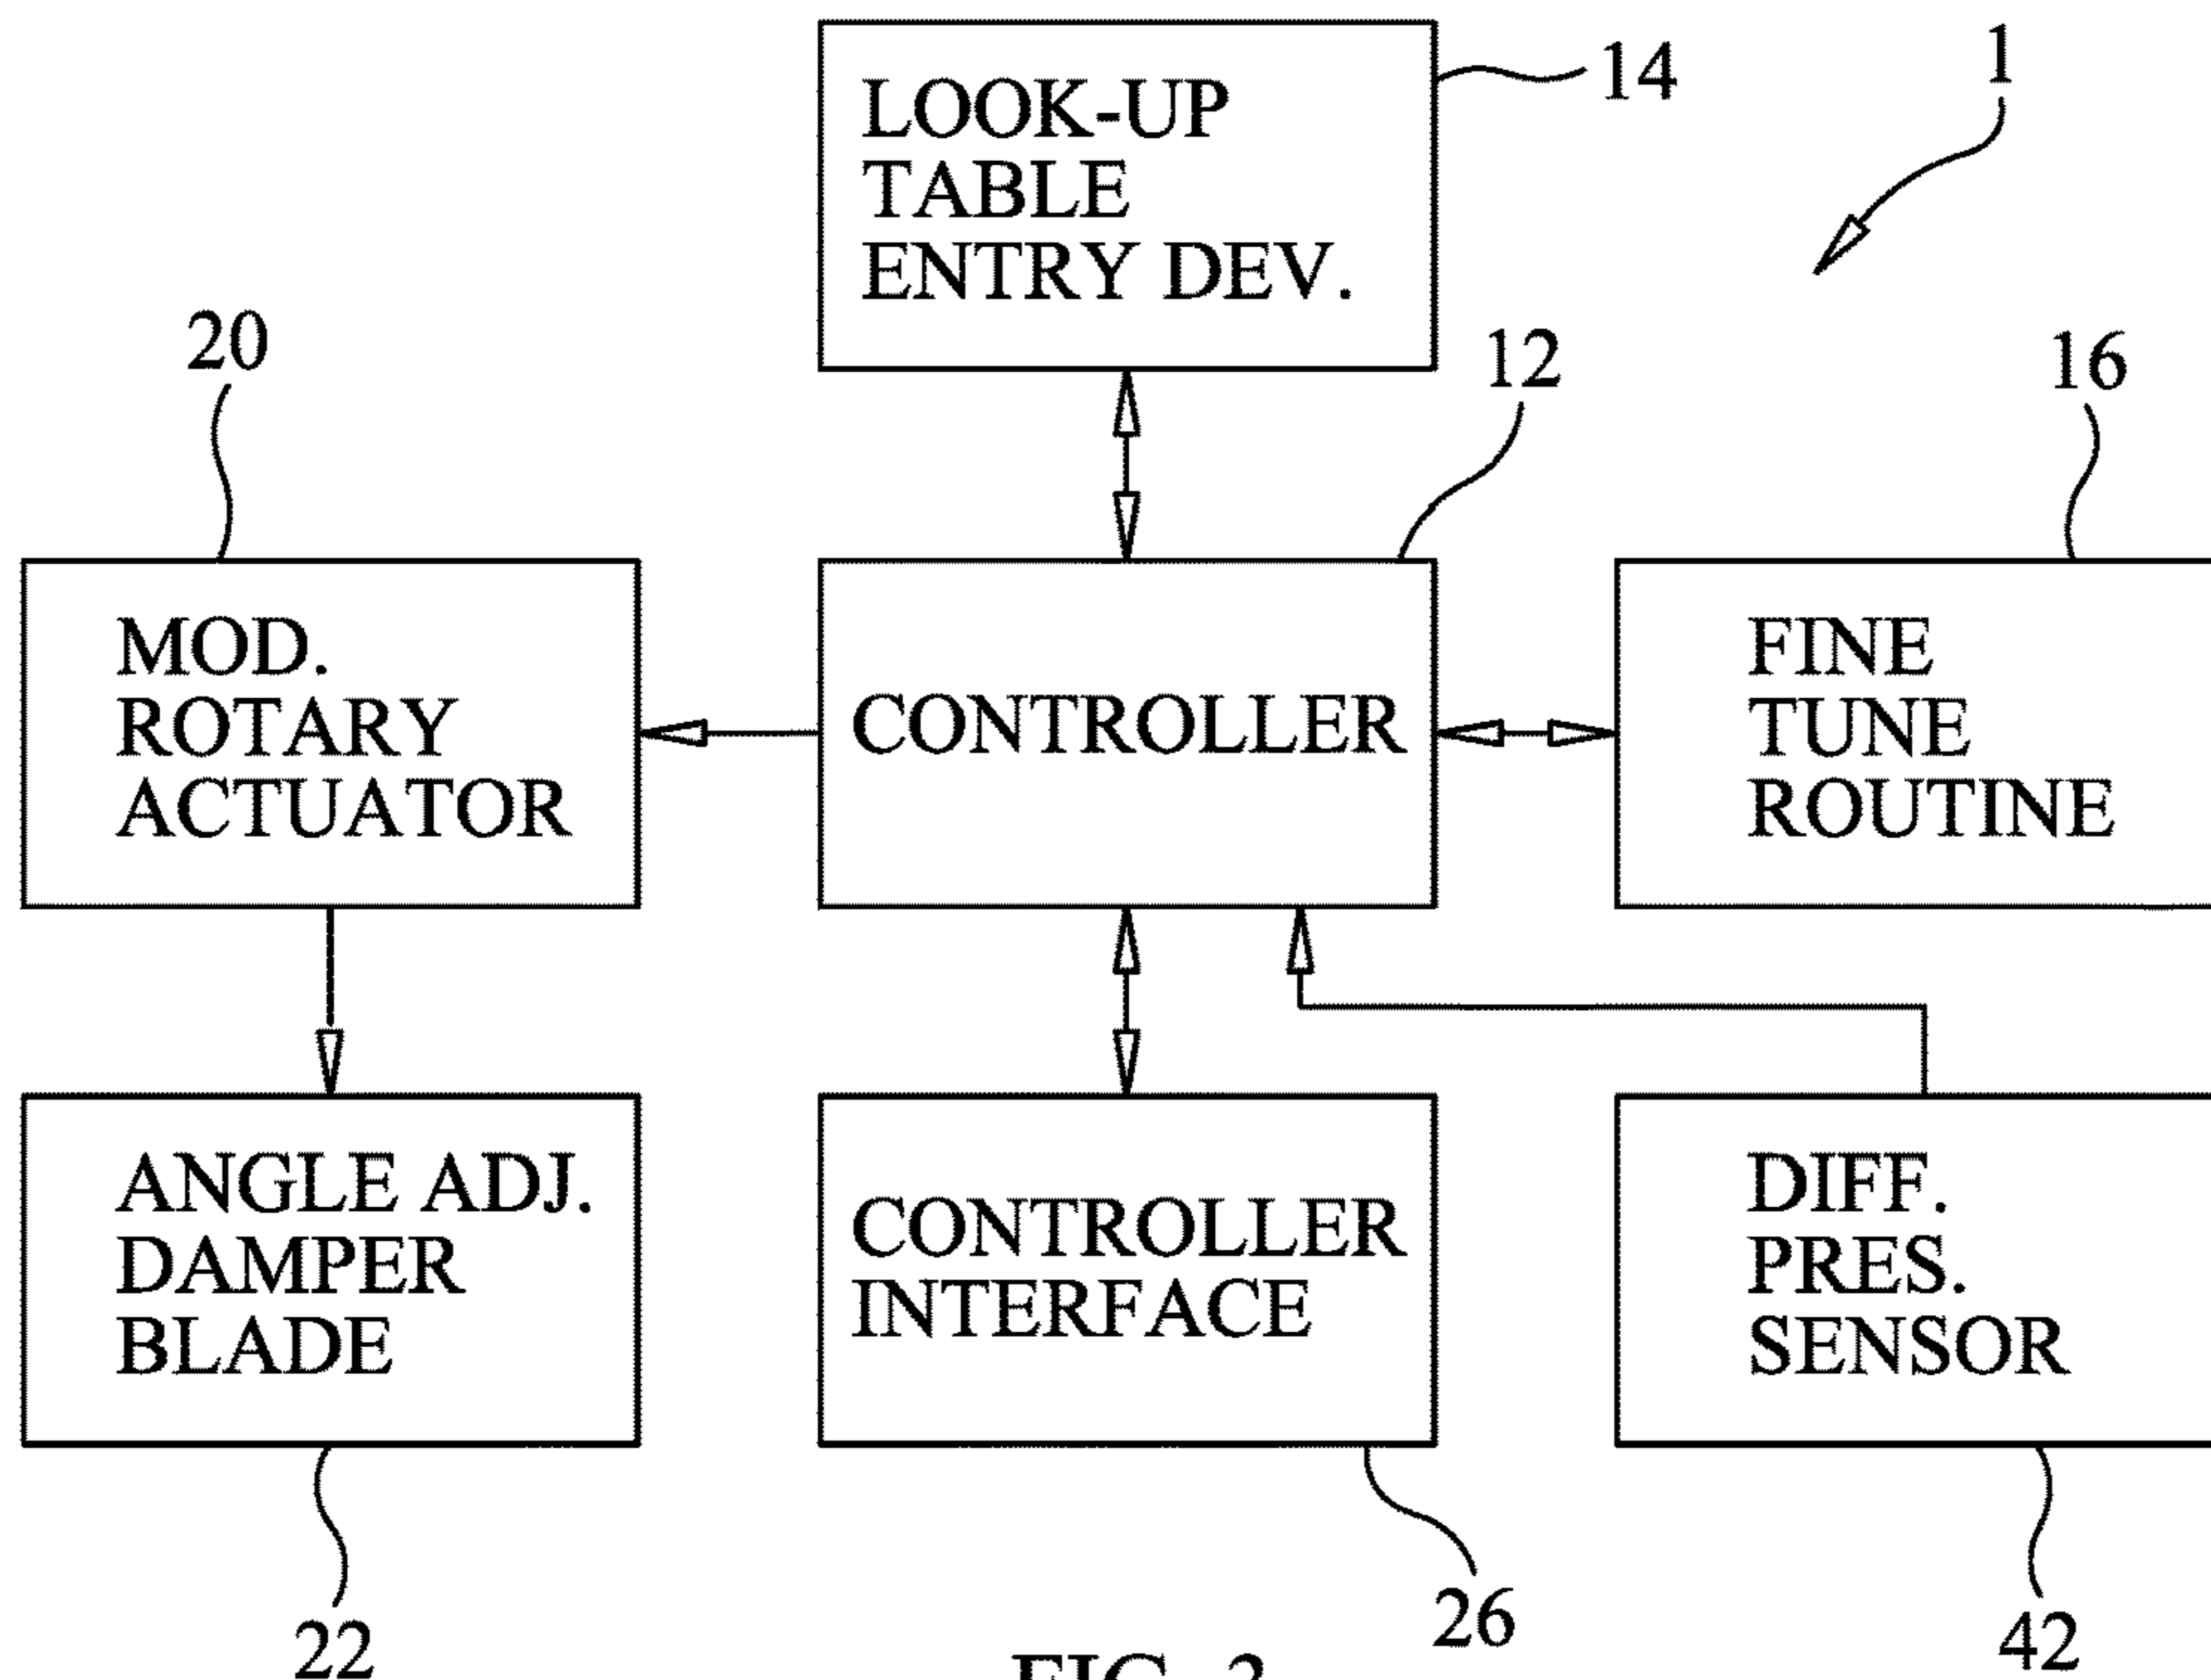 LOOK-UP
TABLE
ENTRY DEV.
14
1
20
12
16
MOD.
ROTARY
ACTUATOR
CONTROLLER
FINE
TUNE
ROUTINE
ANGLE ADJ.
DAMPER
BLADE
CONTROLLER
INTERFACE
DIFF.
PRES.
SENSOR
22
26
42